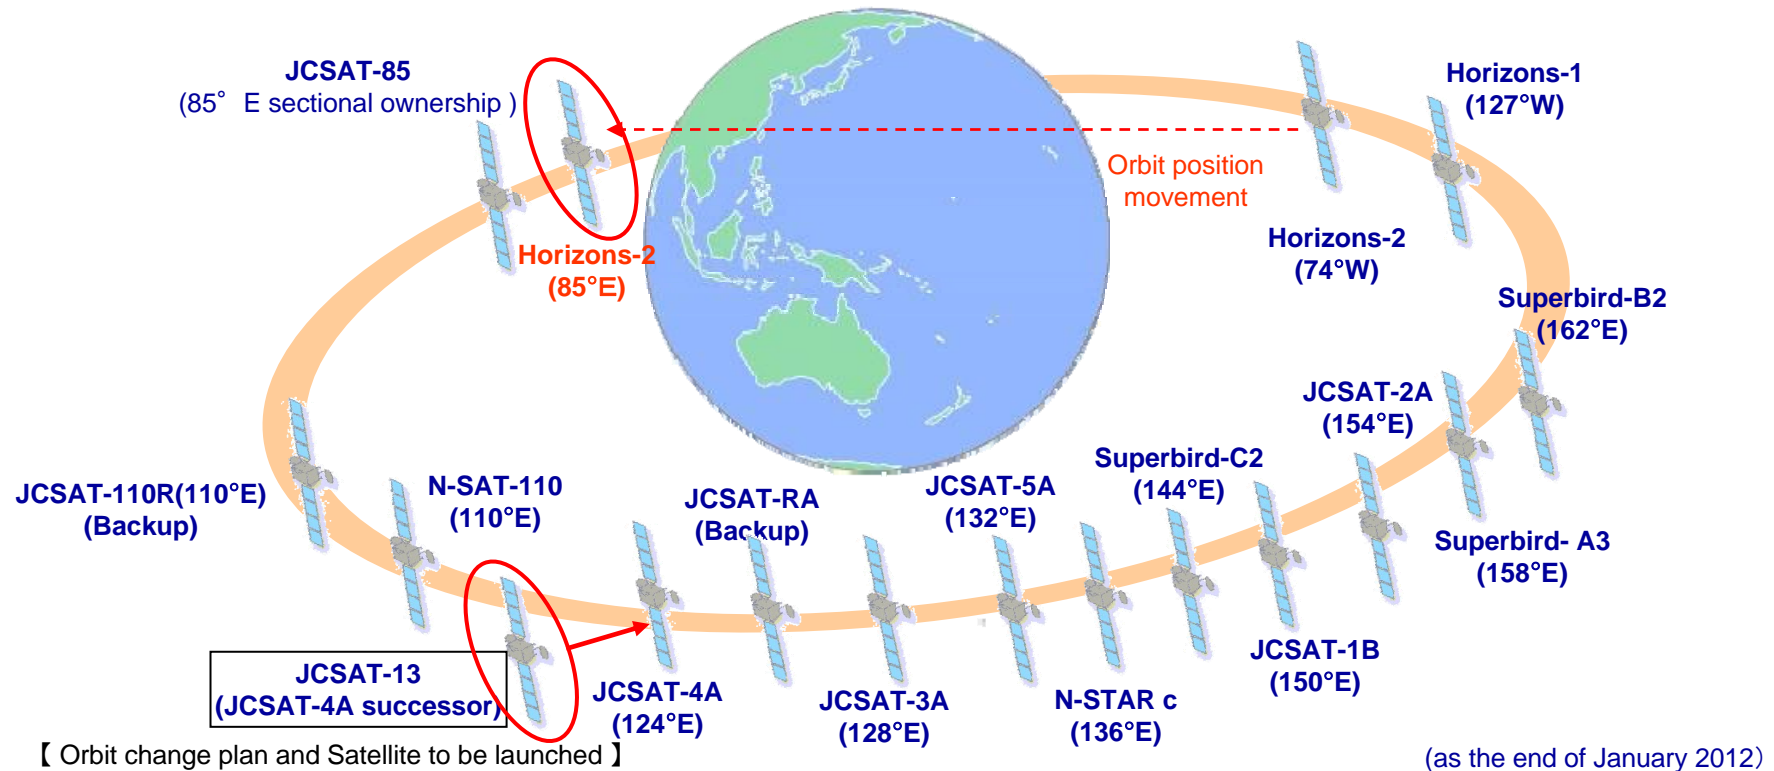 JCSAT-85
(85° E sectional ownership )
Horizons-1
(127°W)
Orbit position
movement
Horizons-2
(74°W)
Horizons-2
(85°E)
Superbird-B2
(162°E)
JCSAT-2A
(154°E)
Superbird-C2
(144°E)
JCSAT-5A
(132°E)
JCSAT-RA
(Backup)
N-SAT-110
(110°E)
JCSAT-110R(110°E)
(Backup)
Superbird- A3
(158°E)
JCSAT-1B
(150°E)
JCSAT-13
(JCSAT-4A successor)
JCSAT-4A
(124°E)
JCSAT-3A
(128°E)
N-STAR c
(136°E)
【 Orbit change plan and Satellite to be launched 】
(as the end of January 2012）